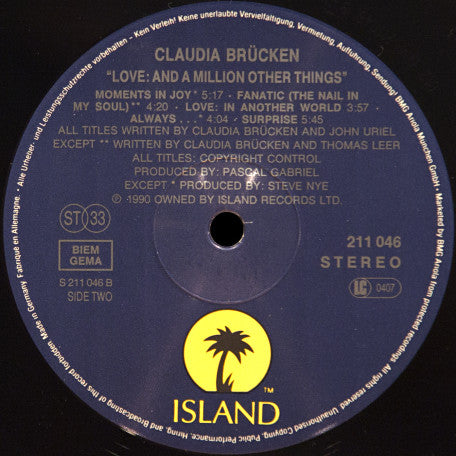 CLAUDIA BRÜCKEN
"LOVE: AND A MILLION OTHER THINGS"
MOMENTS IN JOY* 5:17 • FANATIC (THE NAIL IN
MY SOUL)** 4:20 • LOVE: IN ANOTHER WORLD 3:57
ALWAYS . . .* 4:04 • SURPRISE 5:45
ALL TITLES WRITTEN BY CLAUDIA BRÜCKEN AND JOHN URIEL
EXCEPT ** WRITTEN BY CLAUDIA BRÜCKEN AND THOMAS LEER
ALL TITLES: COPYRIGHT CONTROL
PRODUCED BY: PASCAL GABRIEL
EXCEPT * PRODUCED BY: STEVE NYE
Ⓟ 1990 OWNED BY ISLAND RECORDS LTD.
ST 33
BIEM
GEMA
S 211 046 B
SIDE TWO
211 046
STEREO
LC 0407
ISLAND
TM
Made in Germany Fabriqué en Allemagne. • Alle Urheber- und Leistungsschutzrechte vorbehalten – Kein Verleih! Keine unerlaubte Vervielfältigung, Vermietung, Aufführung, Sendung! BMG Ariola München GmbH •
Marketed by BMG Ariola from protected recordings. All rights reserved. Unauthorised Copying, Public Performance, Hiring, and Broadcasting of this record forbidden.